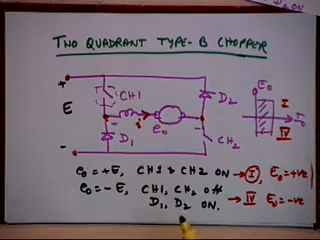 TWO QUADRANT TYPE-B CHOPPER
+
CH1
D2
E
i
e0
E0
I
I0
IV
D1
CH2
-
e0 = +E, CH1 & CH2 ON → I, E0 = +ve
e0 = -E, CH1, CH2 Off → IV E0 = -ve
D1, D2 ON.